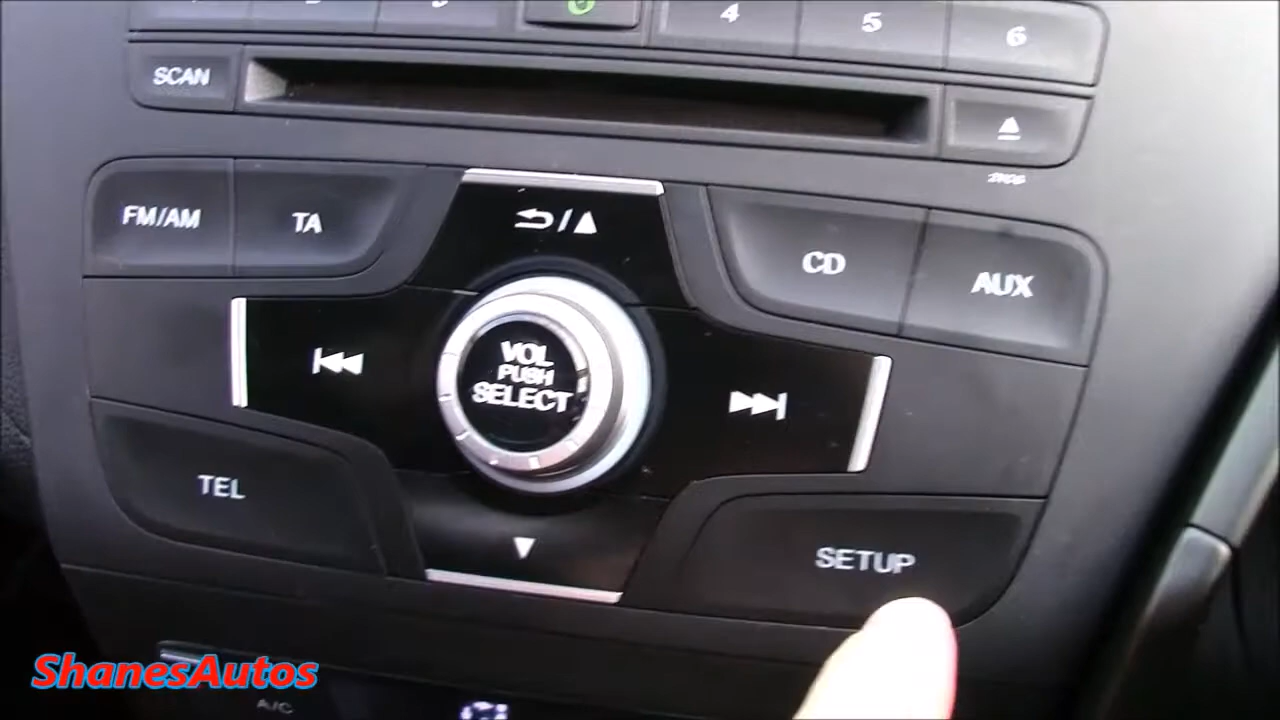 4 5 6
SCAN
FM/AM TA
CD AUX
VOL
PUSH
SELECT
TEL
SETUP
ShanesAutos
A/C